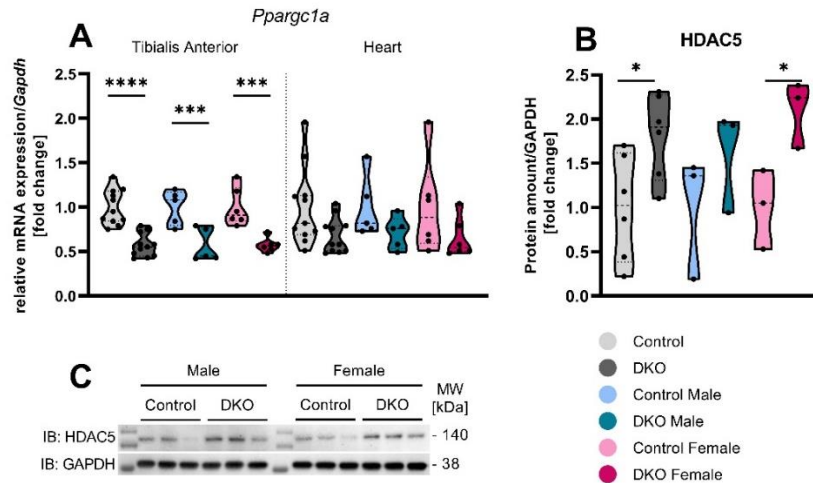 Ppargc1a
A
Tibialis Anterior
Heart
relative mRNA expression/Gapdh
[fold change]
2.5
2.0
1.5
1.0
0.5
0.0
****
***
***
B
HDAC5
Protein amount/GAPDH
[fold change]
2.5
2.0
1.5
1.0
0.5
0.0
*
*
Control
DKO
Control Male
DKO Male
Control Female
DKO Female
C
Male
Female
MW
[kDa]
Control
DKO
Control
DKO
IB: HDAC5
- 140
IB: GAPDH
- 38